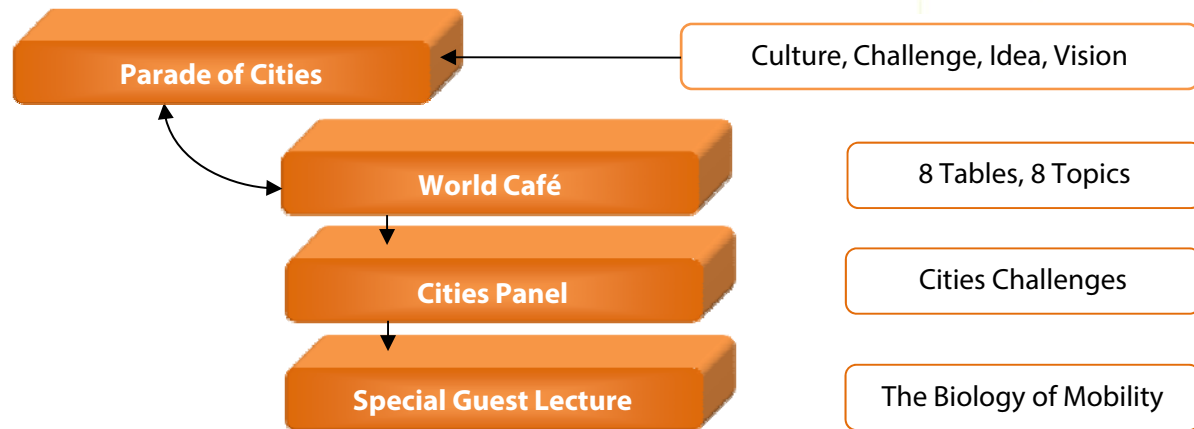 Parade of Cities
Culture, Challenge, Idea, Vision
World Café
8 Tables, 8 Topics
Cities Panel
Cities Challenges
Special Guest Lecture
The Biology of Mobility